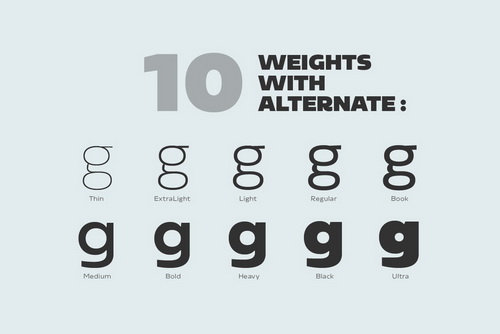 10 WEIGHTS
WITH
ALTERNATE :
g g g g g
Thin ExtraLight Light Regular Book
g g g g g
Medium Bold Heavy Black Ultra